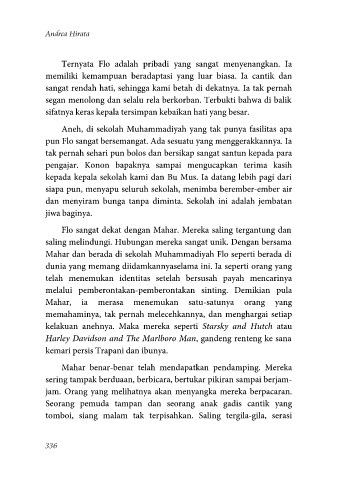 Andrea Hirata
Ternyata Flo adalah pribadi yang sangat menyenangkan. Ia
memiliki kemampuan beradaptasi yang luar biasa. Ia cantik dan
sangat rendah hati, sehingga kami betah di dekatnya. Ia tak pernah
segan menolong dan selalu rela berkorban. Terbukti bahwa di balik
sifatnya keras kepala tersimpan kebaikan hati yang besar.
Aneh, di sekolah Muhammadiyah yang tak punya fasilitas apa
pun Flo sangat bersemangat. Ada sesuatu yang menggerakkannya. Ia
tak pernah sehari pun bolos dan bersikap sangat santun kepada para
pengajar. Konon bapaknya sampai mengucapkan terima kasih
kepada kepala sekolah kami dan Bu Mus. Ia datang lebih pagi dari
siapa pun, menyapu seluruh sekolah, menimba berember-ember air
dan menyiram bunga tanpa diminta. Sekolah ini adalah jembatan
jiwa baginya.
Flo sangat dekat dengan Mahar. Mereka saling tergantung dan
saling melindungi. Hubungan mereka sangat unik. Dengan bersama
Mahar dan berada di sekolah Muhammadiyah Flo seperti berada di
dunia yang memang diidamkannyaselama ini. Ia seperti orang yang
telah menemukan identitas setelah bersusah payah mencarinya
melalui pemberontakan-pemberontakan sinting. Demikian pula
Mahar, ia merasa menemukan satu-satunya orang yang
memahaminya, tak pernah melecehkannya, dan menghargai setiap
kelakuan anehnya. Maka mereka seperti Starsky and Hutch atau
Harley Davidson and The Marlboro Man, gandeng renteng ke sana
kemari persis Trapani dan ibunya.
Mahar benar-benar telah mendapatkan pendamping. Mereka
sering tampak berduaan, berbicara, bertukar pikiran sampai berjam-
jam. Orang yang melihatnya akan menyangka mereka berpacaran.
Seorang pemuda tampan dan seorang anak gadis cantik yang
tomboi, siang malam tak terpisahkan. Saling tergila-gila, serasi
336